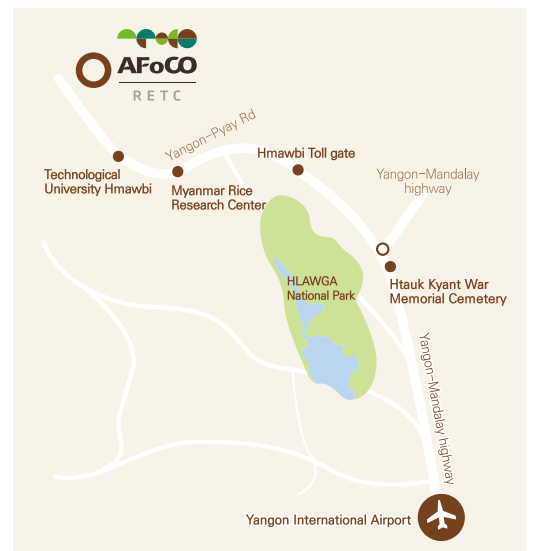 AFoCO
RETC
Yangon-Pyay Rd
Hmawbi Toll gate
Technological
University Hmawbi
Myanmar Rice
Research Center
Yangon-Mandalay
highway
HLAWGA
National Park
Htauk Kyant War
Memorial Cemetery
Yangon-Mandalay highway
Yangon International Airport